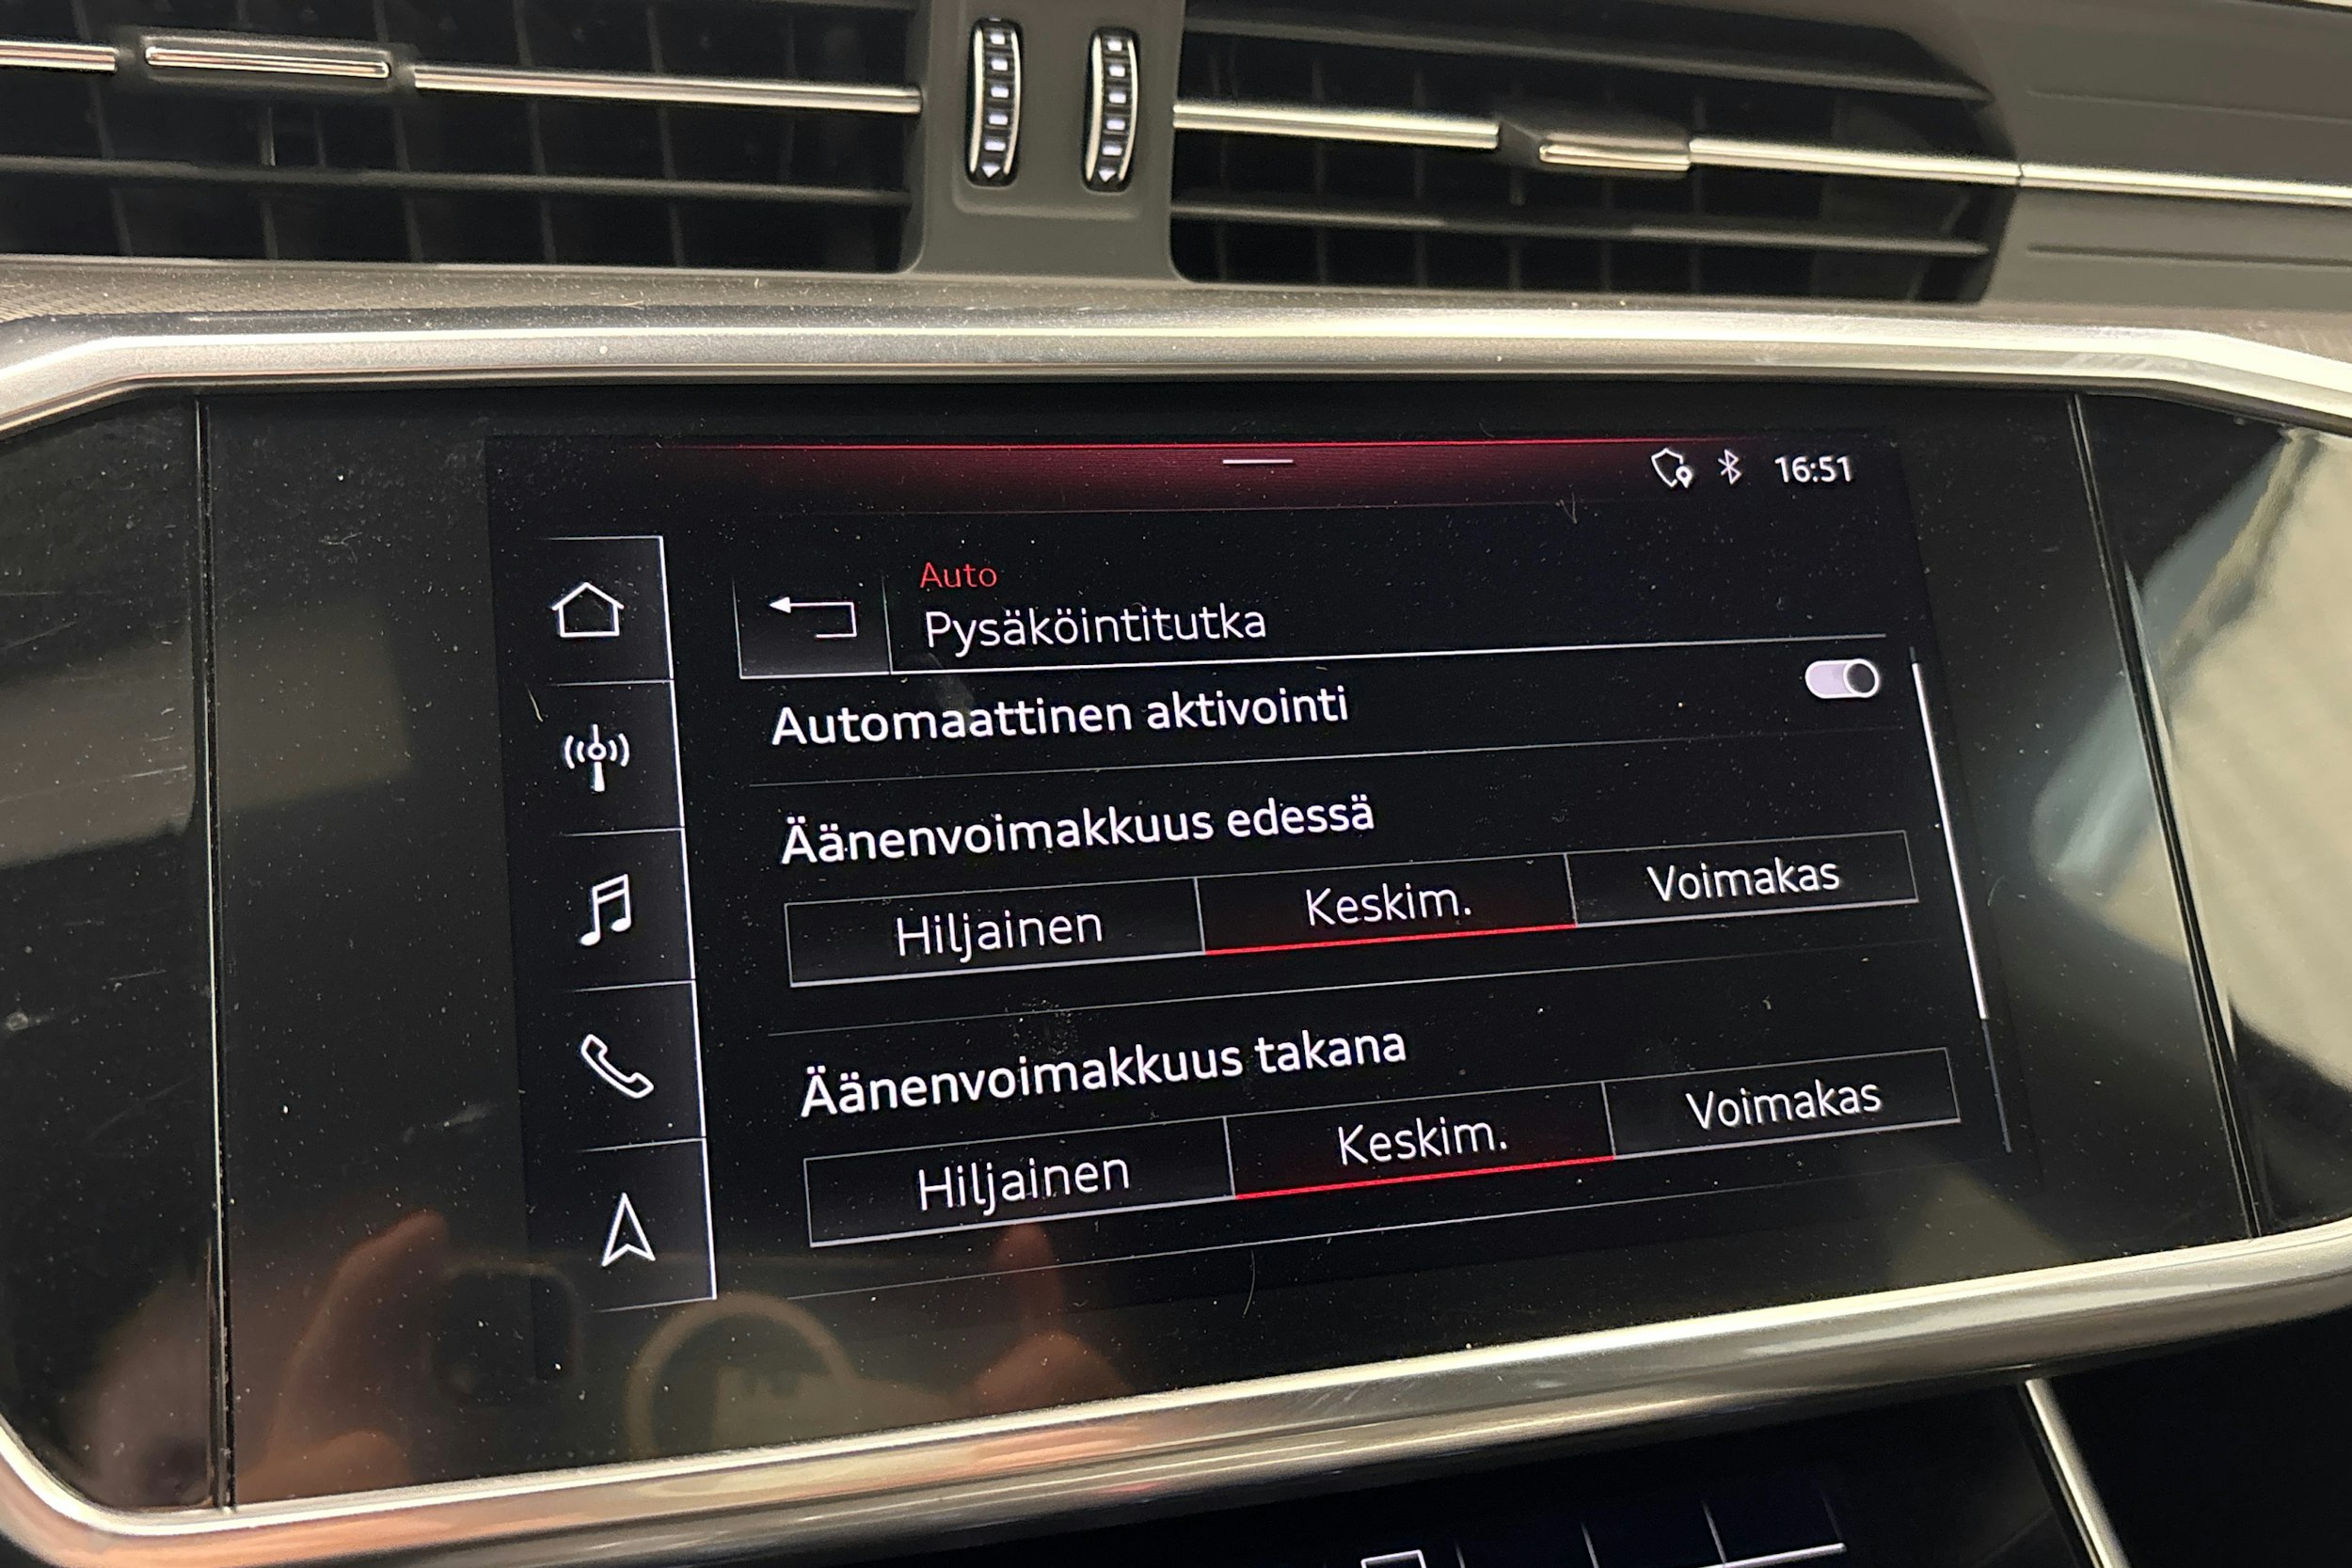 16:51
Auto
Pysäköintitutka
Automaattinen aktivointi
Äänenvoimakkuus edessä
Hiljainen Keskim. Voimakas
Äänenvoimakkuus takana
Hiljainen Keskim. Voimakas